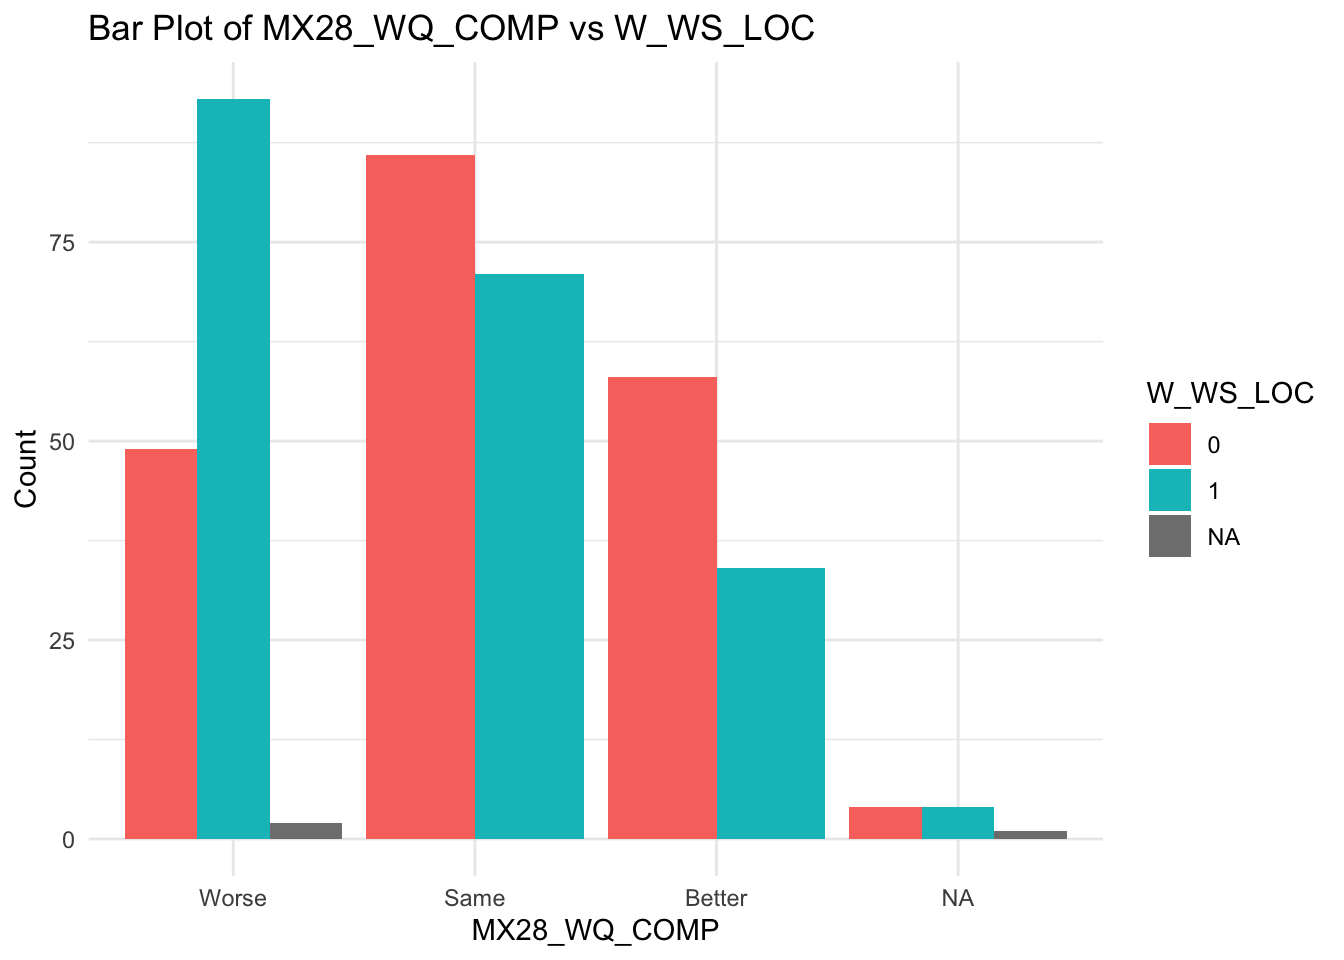 Bar Plot of MX28_WQ_COMP vs W_WS_LOC
75
50
25
0
Count
Worse
Same
Better
NA
MX28_WQ_COMP
W_WS_LOC
0
1
NA